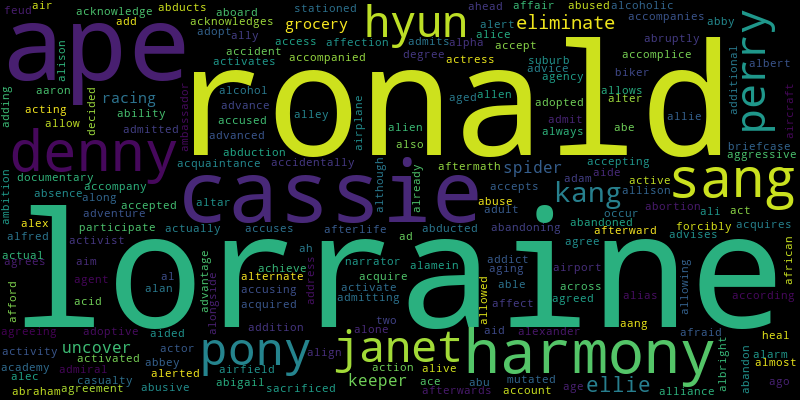 feud air abducts aboard stationed affair abused alcoholic
acknowledge acknowledges grocery hyun ahead accompanies abby
add adopt ally access affection admits alpha alert eliminate
ape alison accident accompanied degree alice accept abruptly perry
activates actress suburb accomplice additional
aaron ronald advice biker albert
adding decided racing alcohol aged allen agency allows
acting ability advance adopted alter allie aircraft
allow admitted ambassador accused alley airplane alien admit always abe briefcase
denny advanced also aggressive
acquaintance abduction accidentally although already aftermath spider accepting
documentary cassie adam aide active sang
ambition absence along accompany altar accepts kang allison
adventure accepted abuse adult occur abortion ali act
alex participate actually accuses afterlife abducted abandoning abandoned afterward forcibly acquires
alfred activist ah ad agree advises african
actual lorraine advantage achieve narrator alamein addict airport
agrees aim al alternate address acquire aging able across allowing
afford agent alan accusing activate allowed affect agreed alias according
acid alongside acquired admitting
agreeing adoptive aided addition two alone aid alexander aang afraid heal
activity uncover actor pony align janet harmony albright alarm
academy activated abbey airfield action alive almost
alec admiral alerted keeper ace abu mutated age ellie abandon ago
abraham agreement casualty abusive abigail sacrificed afterwards account alliance